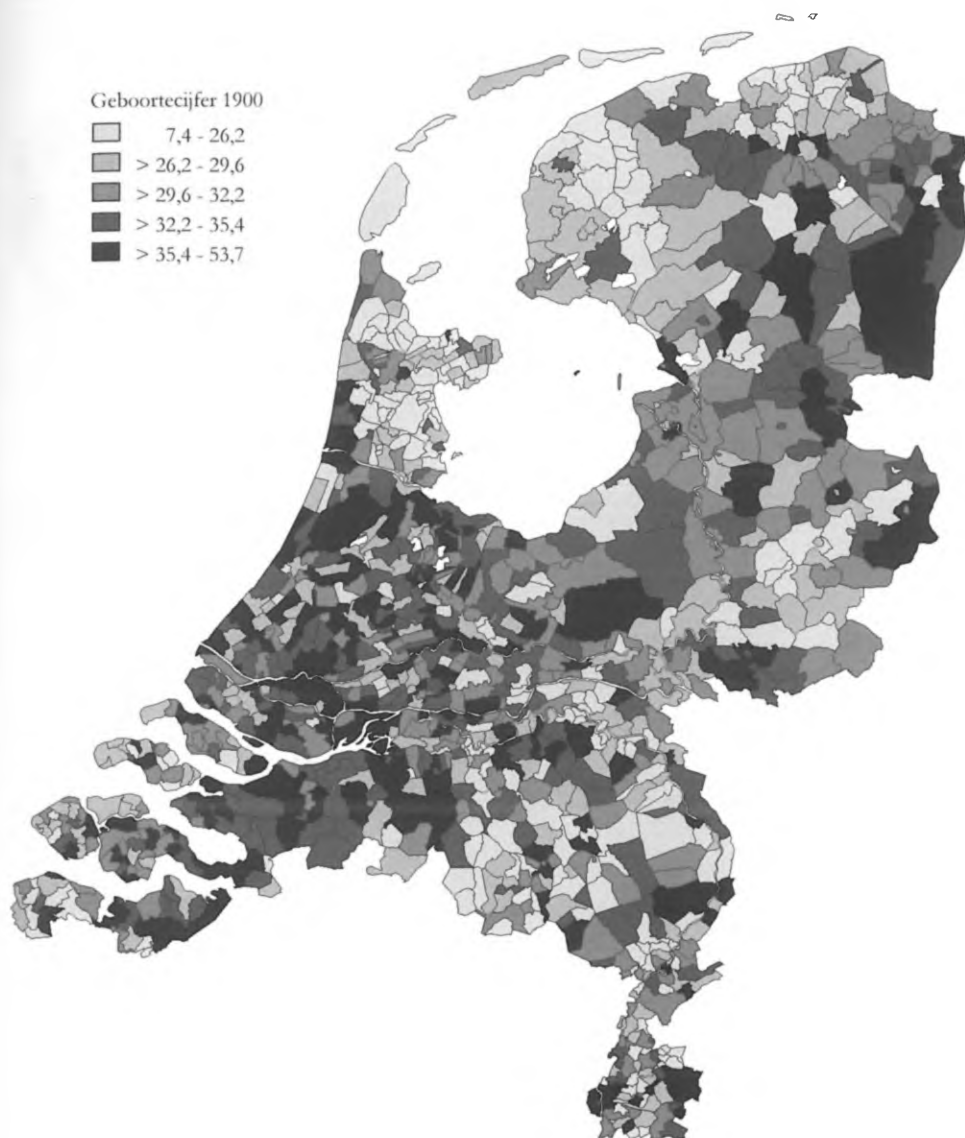 Geboortecijfer 1900
7,4 - 26,2
> 26,2 - 29,6
> 29,6 - 32,2
> 32,2 - 35,4
> 35,4 - 53,7